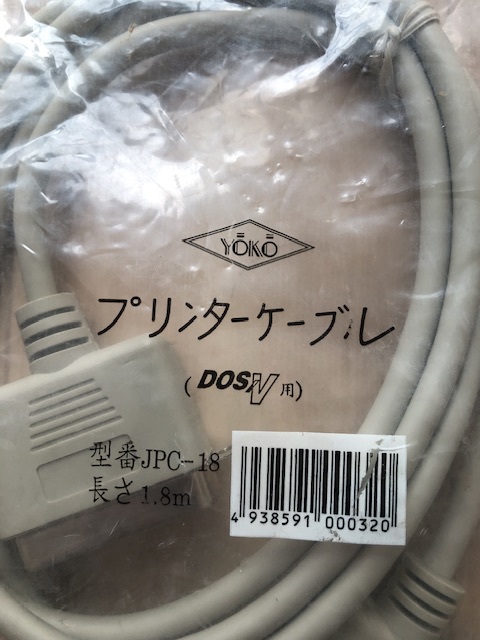 YŌKŌ
プリンターケーブル
(DOS/V用)
型番JPC-18
長さ1.8m
4 938591 000320